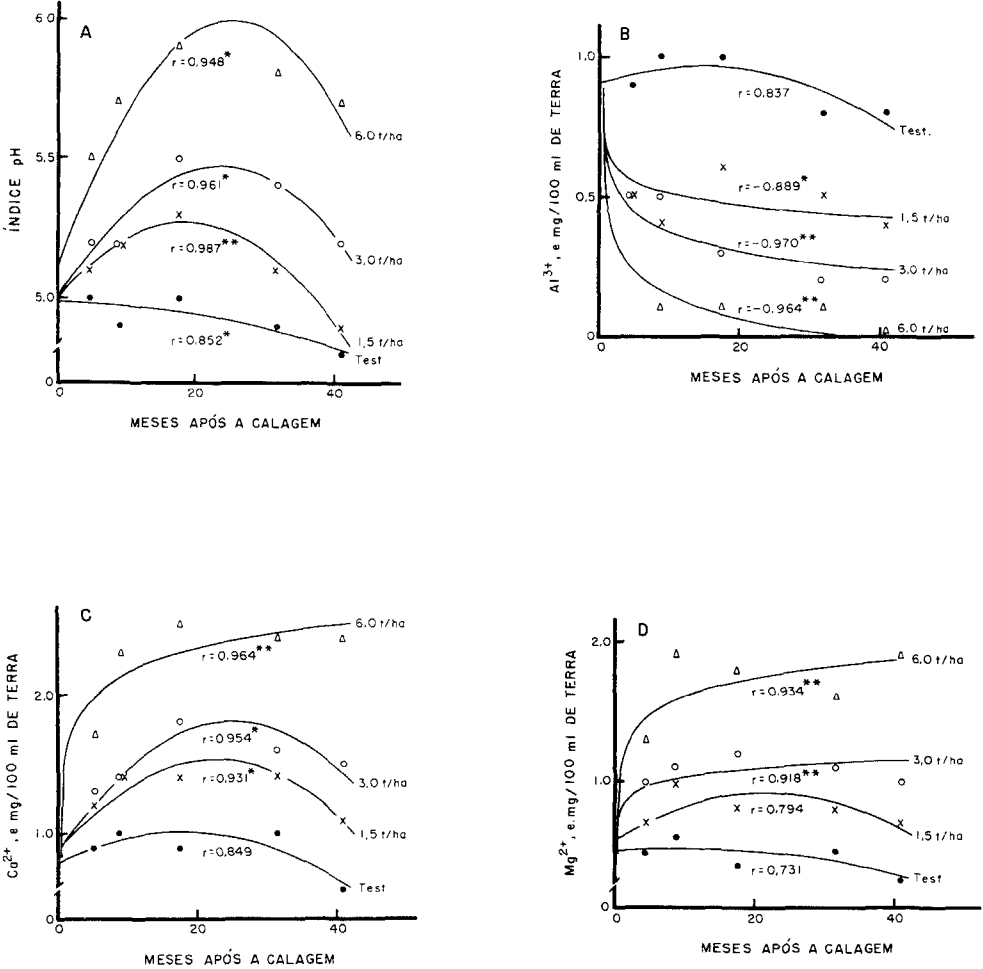 A
6.0
5.5
5.0
0
ÍNDICE pH
r=0.948*
6.0 t/ha
r=0.961*
3.0 t/ha
r=0.987**
1,5 t/ha
r=0.852*
Test
0 20 40
MESES APÓS A CALAGEM
B
1.0
0.5
0
Al3+, e mg/100 ml DE TERRA
r=0.837
Test.
r=-0.889*
1,5 t/ha
r=-0.970**
3.0 t/ha
r=-0.964**
6.0 t/ha
0 20 40
MESES APÓS A CALAGEM
C
2.0
1.0
0
Ca2+, e mg/100 ml DE TERRA
6.0 t/ha
r=0.964**
r=0.954*
3,0 t/ha
r=0.931*
1,5 t/ha
r=0,849
Test
0 20 40
MESES APÓS A CALAGEM
D
2.0
1.0
0
Mg2+, e.mg/100 ml DE TERRA
6.0 t/ha
r=0.934**
3,0 t/ha
r=0.918**
r=0.794
1,5 t/ha
r=0,731
Test
0 20 40
MESES APÓS A CALAGEM